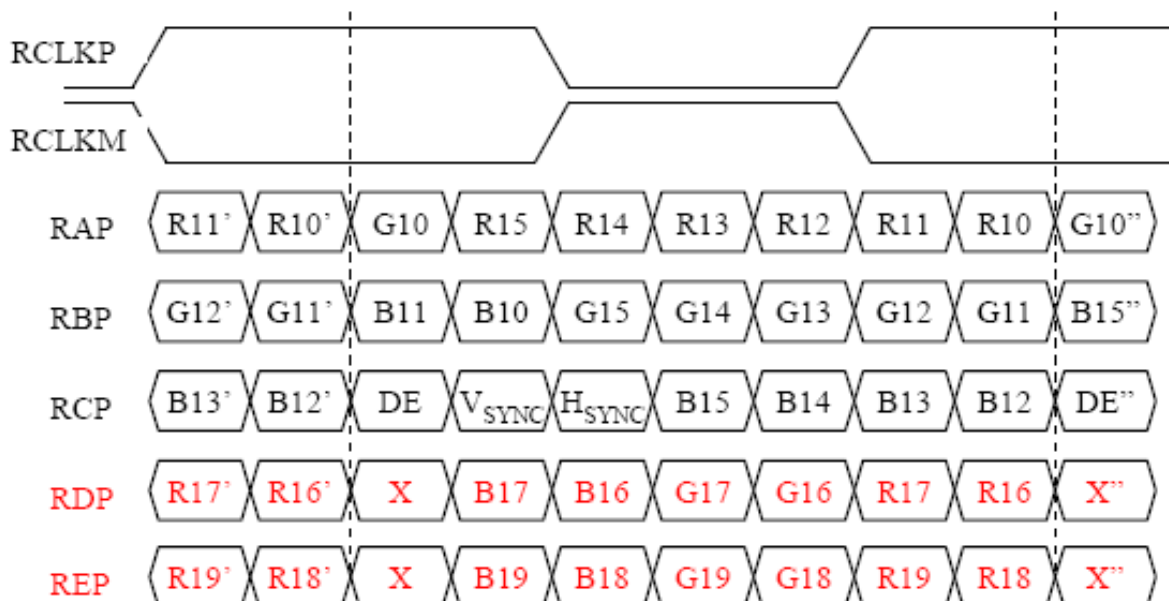 RCLKP
RCLKM
RAP R11’ R10’ G10 R15 R14 R13 R12 R11 R10 G10”
RBP G12’ G11’ B11 B10 G15 G14 G13 G12 G11 B15”
RCP B13’ B12’ DE VSYNC HSYNC B15 B14 B13 B12 DE”
RDP R17’ R16’ X B17 B16 G17 G16 R17 R16 X”
REP R19’ R18’ X B19 B18 G19 G18 R19 R18 X”